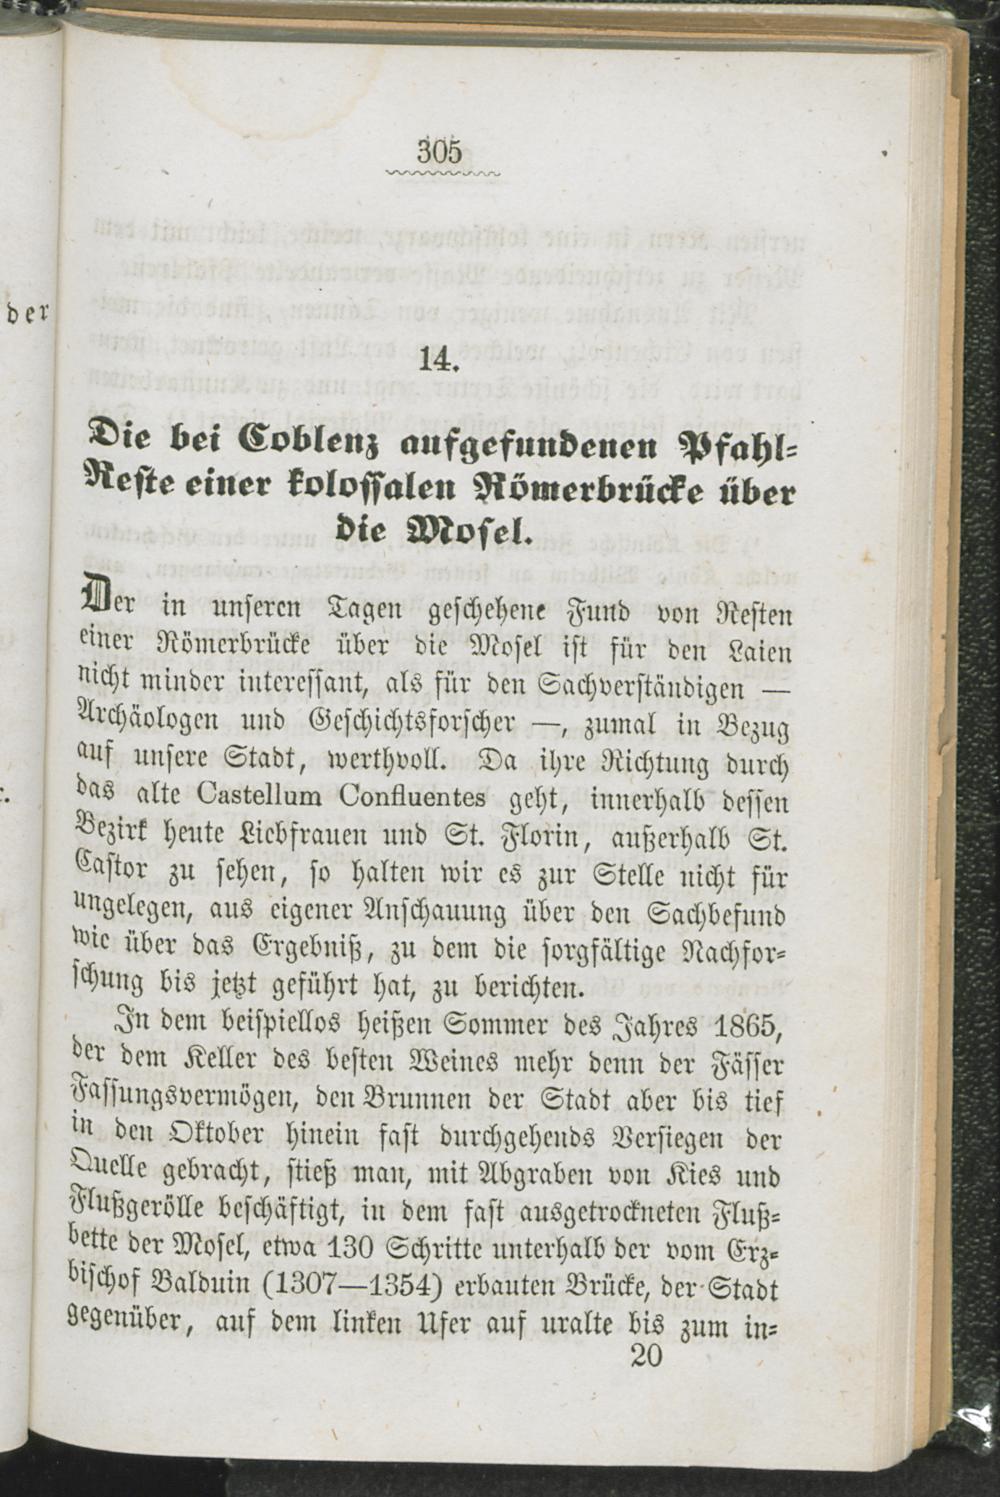 305
der
14.
Die bei Coblenz aufgefundenen Pfahl-
Reste einer kolossalen Römerbrücke über
die Mosel.
Der in unseren Tagen geschehene Fund von Resten
einer Römerbrücke über die Mosel ist für den Laien
nicht minder interessant, als für den Sachverständigen —
Archäologen und Geschichtsforscher —, zumal in Bezug
auf unsere Stadt, werthvoll. Da ihre Richtung durch
das alte Castellum Confluentes geht, innerhalb dessen
Bezirk heute Liebfrauen und St. Florin, außerhalb St.
Castor zu sehen, so halten wir es zur Stelle nicht für
ungelegen, aus eigener Anschauung über den Sachbefund
wie über das Ergebniß, zu dem die sorgfältige Nachfor-
schung bis jetzt geführt hat, zu berichten.
In dem beispiellos heißen Sommer des Jahres 1865,
der dem Keller des besten Weines mehr denn der Fässer
Fassungsvermögen, den Brunnen der Stadt aber bis tief
in den Oktober hinein fast durchgehends Versiegen der
Quelle gebracht, stieß man, mit Abgraben von Kies und
Flußgerölle beschäftigt, in dem fast ausgetrockneten Fluß-
bette der Mosel, etwa 130 Schritte unterhalb der vom Erz-
bischof Balduin (1307—1354) erbauten Brücke, der Stadt
gegenüber, auf dem linken Ufer auf uralte bis zum in-
20